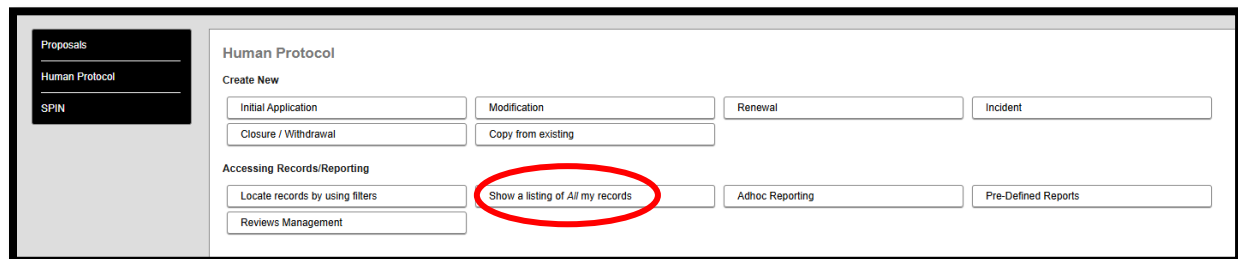 Proposals
Human Protocol
SPIN
Human Protocol
Create New
Initial Application
Modification
Renewal
Incident
Closure / Withdrawal
Copy from existing
Accessing Records/Reporting
Locate records by using filters
Show a listing of All my records
Adhoc Reporting
Pre-Defined Reports
Reviews Management